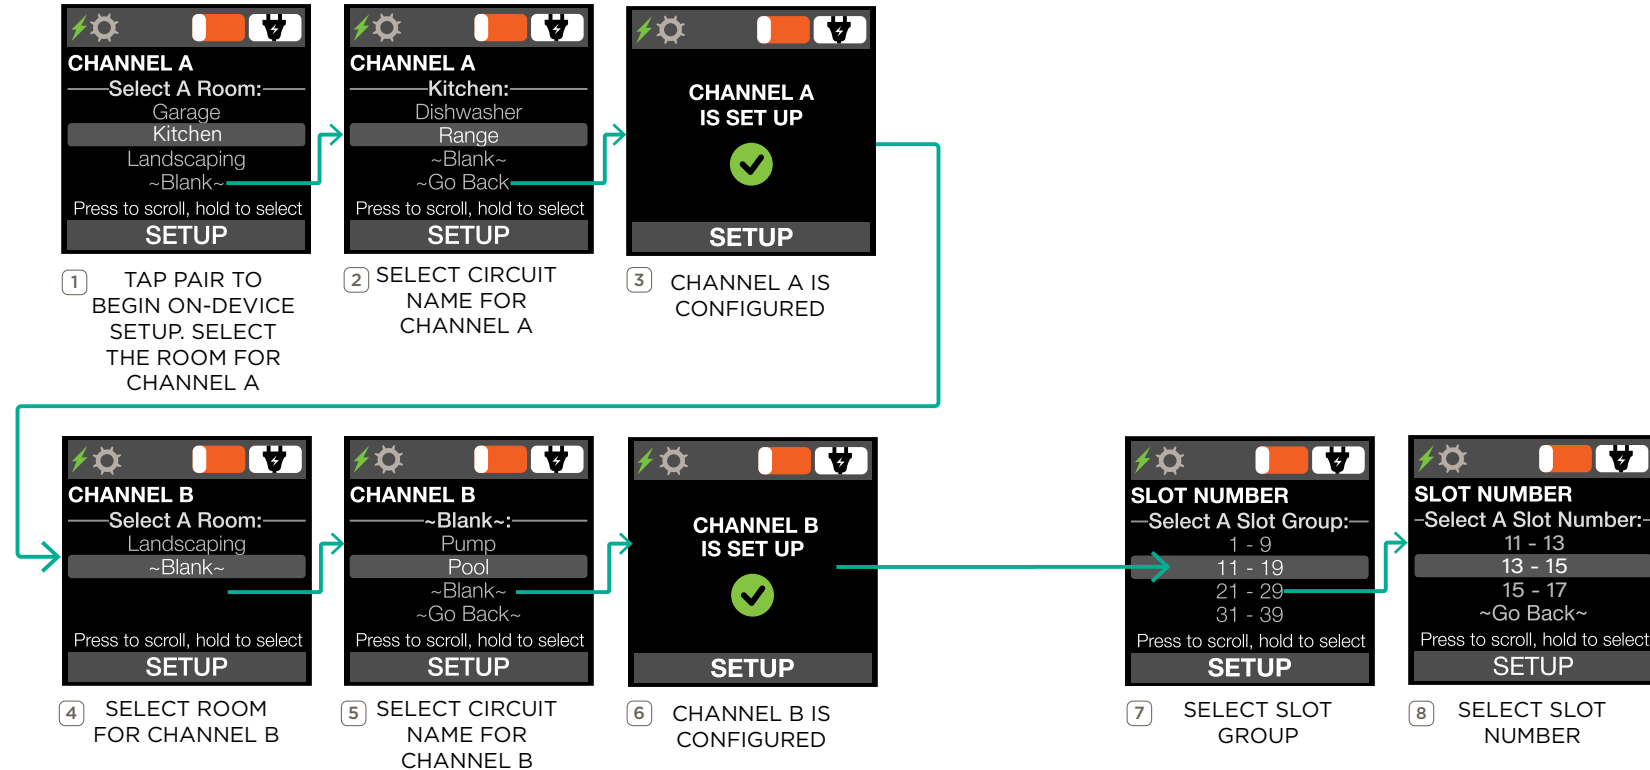 CHANNEL A
Select A Room:
Garage
Kitchen
Landscaping
~Blank~
Press to scroll, hold to select
SETUP
1
TAP PAIR TO
BEGIN ON-DEVICE
SETUP. SELECT
THE ROOM FOR
CHANNEL A
CHANNEL A
Kitchen:
Dishwasher
Range
~Blank~
~Go Back
Press to scroll, hold to select
SETUP
2
SELECT CIRCUIT
NAME FOR
CHANNEL A
CHANNEL A
IS SET UP
SETUP
3
CHANNEL A IS
CONFIGURED
CHANNEL B
Select A Room:
Landscaping
~Blank~
Press to scroll, hold to select
SETUP
4
SELECT ROOM
FOR CHANNEL B
CHANNEL B
~Blank~:
Pump
Pool
~Blank~
~Go Back~
Press to scroll, hold to select
SETUP
5
SELECT CIRCUIT
NAME FOR
CHANNEL B
CHANNEL B
IS SET UP
SETUP
6
CHANNEL B IS
CONFIGURED
SLOT NUMBER
Select A Slot Group:
1 - 9
11 - 19
21 - 29
31 - 39
Press to scroll, hold to select
SETUP
7
SELECT SLOT
GROUP
SLOT NUMBER
Select A Slot Number:
11 - 13
13 - 15
15 - 17
~Go Back~
Press to scroll, hold to select
SETUP
8
SELECT SLOT
NUMBER